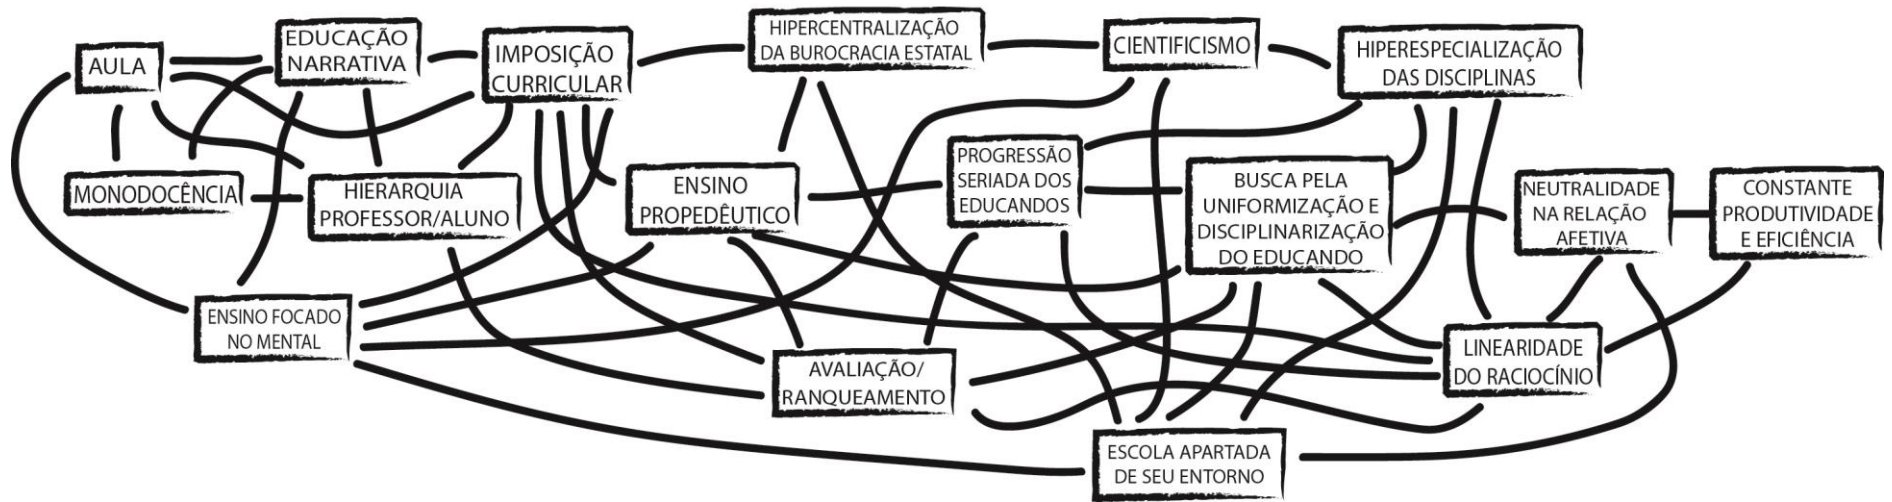 AULA
EDUCAÇÃO
NARRATIVA
IMPOSIÇÃO
CURRICULAR
HIPERCENTRALIZAÇÃO
DA BUROCRACIA ESTATAL
CIENTIFICISMO
HIPERESPECIALIZAÇÃO
DAS DISCIPLINAS
MONODOCÊNCIA
HIERARQUIA
PROFESSOR/ALUNO
ENSINO
PROPEDÊUTICO
PROGRESSÃO
SERIADA DOS
EDUCANDOS
BUSCA PELA
UNIFORMIZAÇÃO E
DISCIPLINARIZAÇÃO
DO EDUCANDO
NEUTRALIDADE
NA RELAÇÃO
AFETIVA
CONSTANTE
PRODUTIVIDADE
E EFICIÊNCIA
ENSINO FOCADO
NO MENTAL
AVALIAÇÃO/
RANQUEAMENTO
LINEARIDADE
DO RACIOCÍNIO
ESCOLA APARTADA
DE SEU ENTORNO